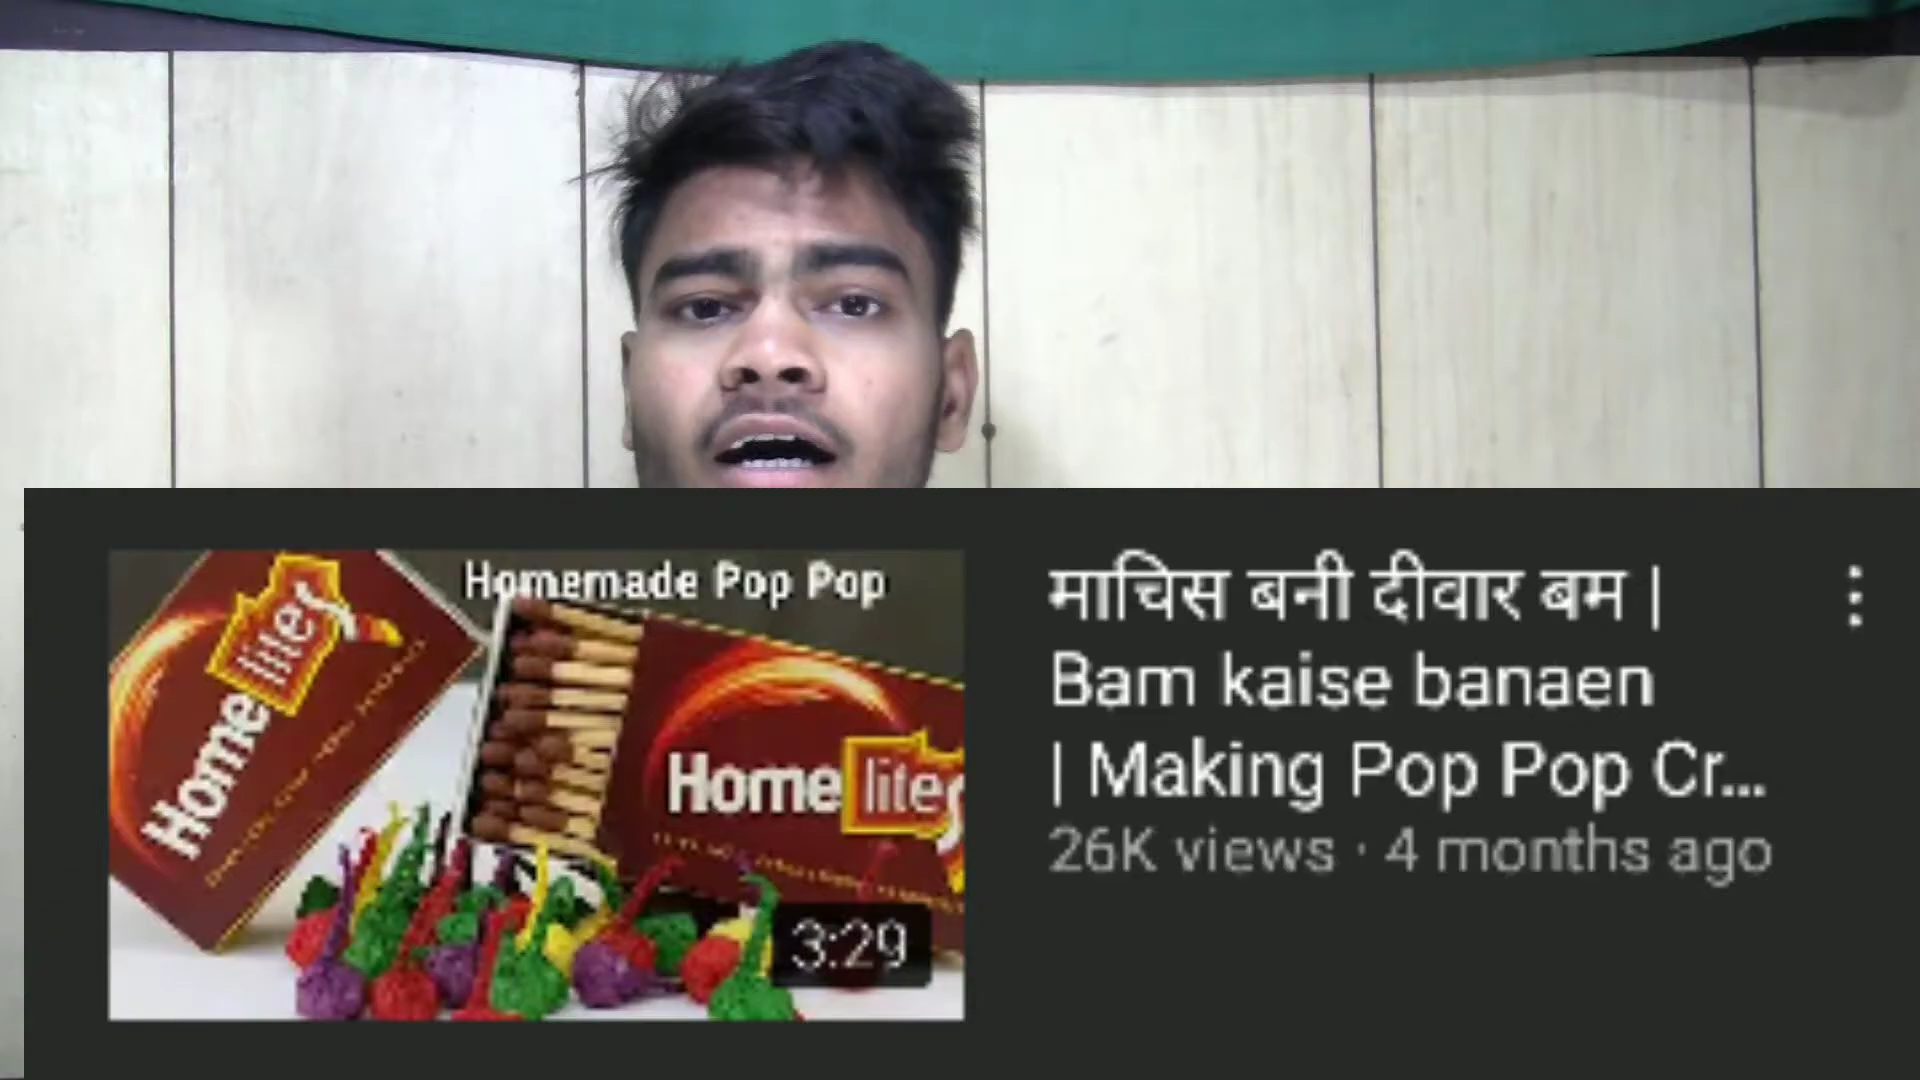 Homemade Pop Pop
Home lites
Home lites
3:29
माचिस बनी दीवार बम |
Bam kaise banaen
| Making Pop Pop Cr...
26K views · 4 months ago